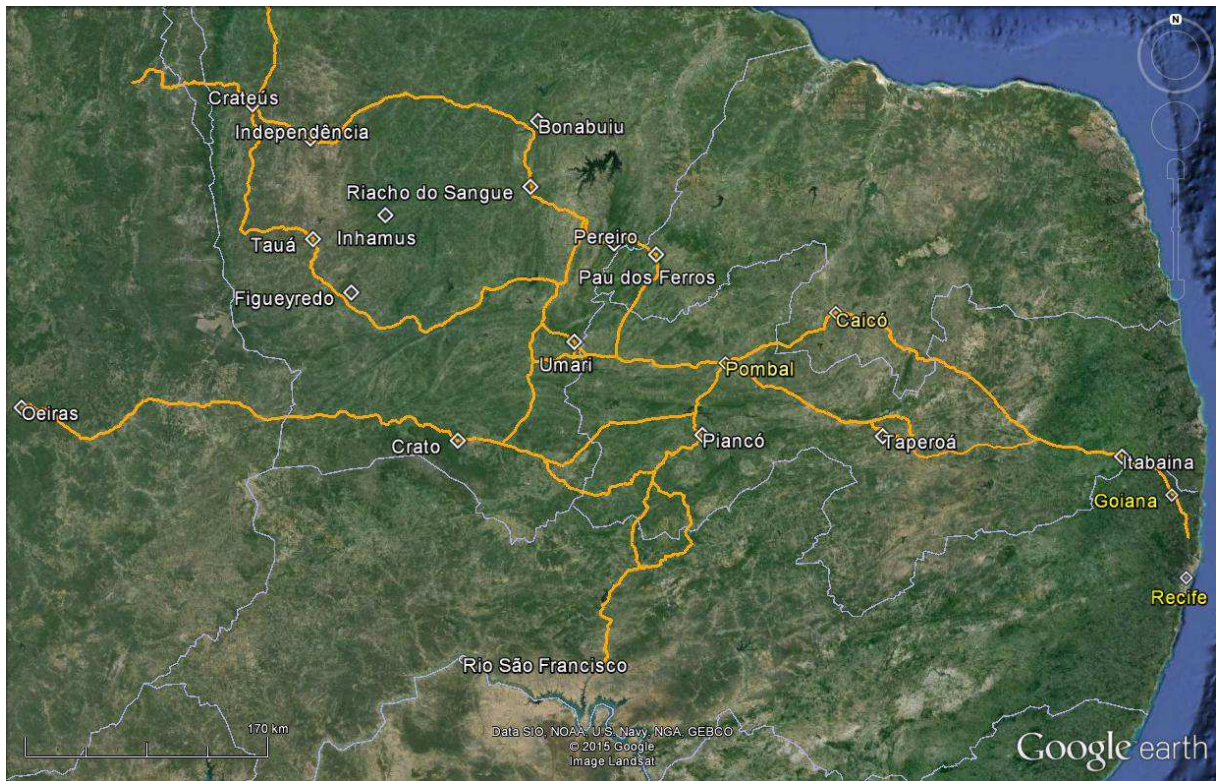 N
Crateús
Independência
Bonabuiu
Riacho do Sangue
Tauá
Inhamus
Pereiro
Pau dos Ferros
Figueyredo
Caicó
Umari
Pombal
Oeiras
Crato
Piancó
Taperoá
Itabaina
Goiana
Recife
Rio São Francisco
170 km
Data SIO, NOAA, U.S. Navy, NGA, GEBCO
© 2015 Google
Image Landsat
Google earth